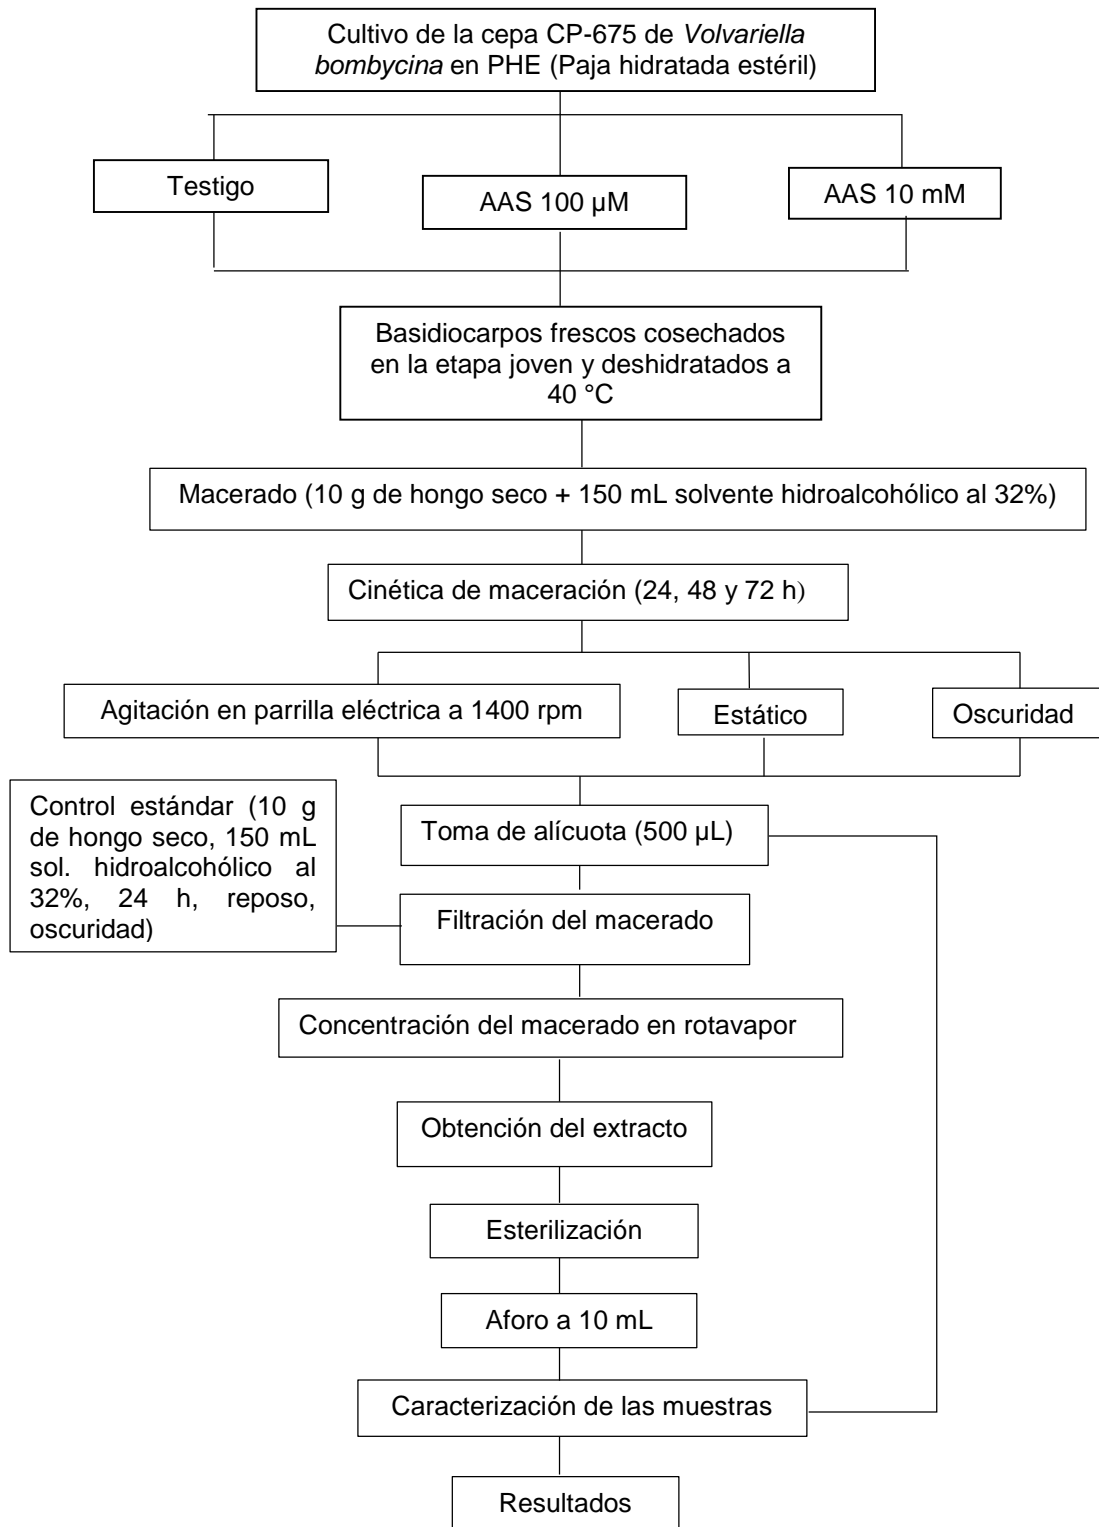 Cultivo de la cepa CP-675 de Volvariella
bombycina en PHE (Paja hidratada estéril)
Testigo
AAS 100 µM
AAS 10 mM
Basidiocarpos frescos cosechados
en la etapa joven y deshidratados a
40 °C
Macerado (10 g de hongo seco + 150 mL solvente hidroalcohólico al 32%)
Cinética de maceración (24, 48 y 72 h)
Agitación en parrilla eléctrica a 1400 rpm
Estático
Oscuridad
Control estándar (10 g
de hongo seco, 150 mL
sol. hidroalcohólico al
32%, 24 h, reposo,
oscuridad)
Toma de alícuota (500 µL)
Filtración del macerado
Concentración del macerado en rotavapor
Obtención del extracto
Esterilización
Aforo a 10 mL
Caracterización de las muestras
Resultados